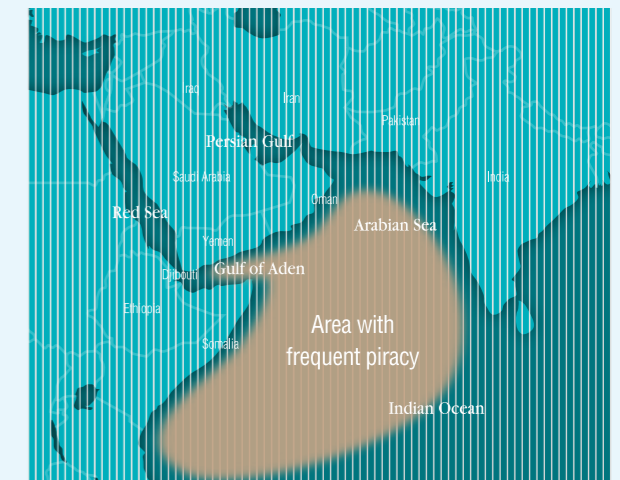 raq
Iran
Pakistan
Persian Gulf
Saudi Arabia
India
Oman
Red Sea
Arabian Sea
Yemen
Gulf of Aden
Djibouti
Ethiopia
Area with
frequent piracy
Somalia
Indian Ocean